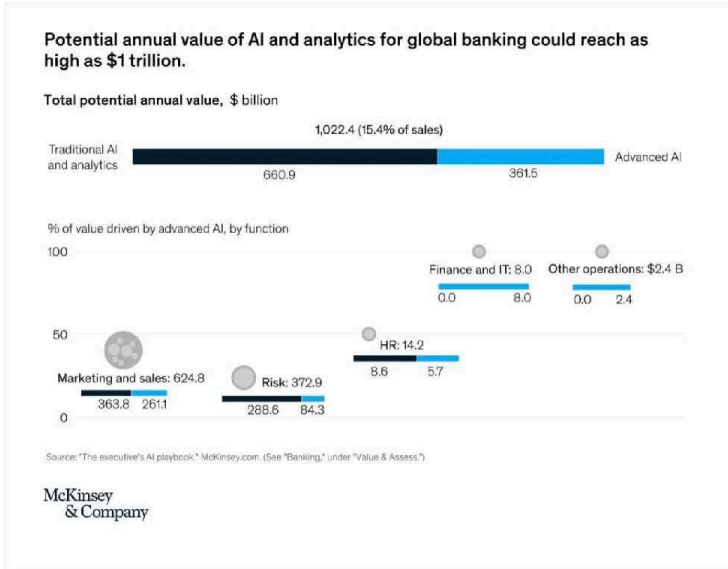 Potential annual value of AI and analytics for global banking could reach as
high as $1 trillion.
Total potential annual value, $ billion
1,022.4 (15.4% of sales)
Traditional AI
and analytics
Advanced AI
660.9
361.5
% of value driven by advanced AI, by function
100
Finance and IT: 8.0
Other operations: $2.4 B
0.0
8.0
0.0
2.4
50
HR: 14.2
8.6
5.7
Marketing and sales: 624.8
363.8
261.1
Risk: 372.9
288.6
84.3
0
Source: "The executive's AI playbook," McKinsey.com. (See "Banking," under "Value & Assess.")
McKinsey
& Company